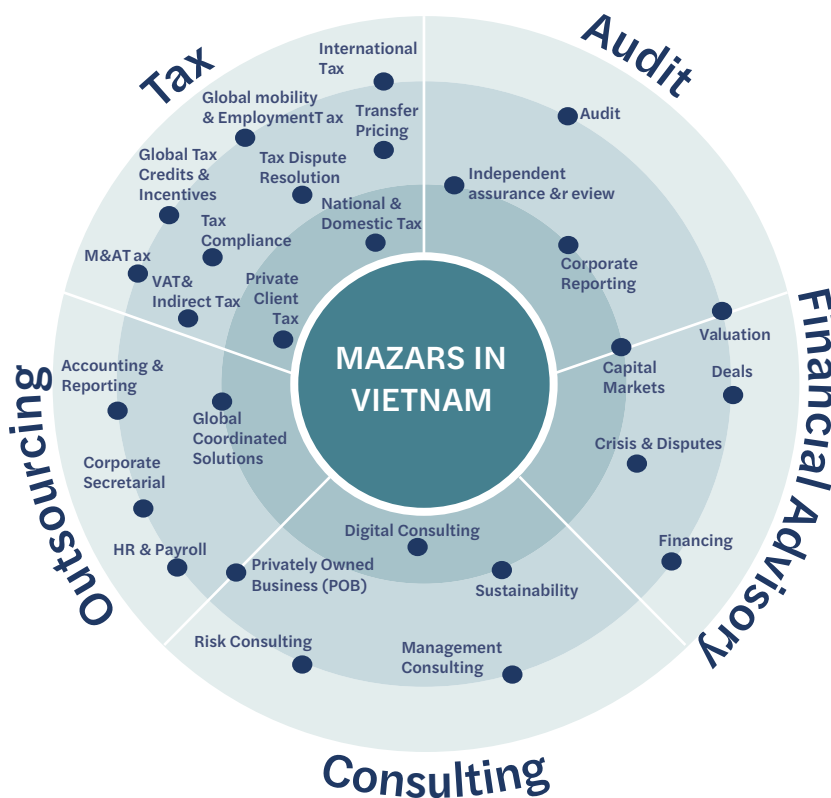 Tax
Audit
Financial Advisory
Consulting
Outsourcing
MAZARS IN
VIETNAM
International
Tax
Global mobility
& EmploymentT ax
Transfer
Pricing
Global Tax
Credits &
Incentives
Tax Dispute
Resolution
National &
Domestic Tax
Tax
Compliance
M&AT ax
VAT&
Indirect Tax
Private
Client
Tax
Audit
Independent
assurance &r eview
Corporate
Reporting
Valuation
Capital
Markets
Deals
Crisis & Disputes
Financing
Digital Consulting
Sustainability
Privately Owned
Business (POB)
Risk Consulting
Management
Consulting
Accounting &
Reporting
Global
Coordinated
Solutions
Corporate
Secretarial
HR & Payroll